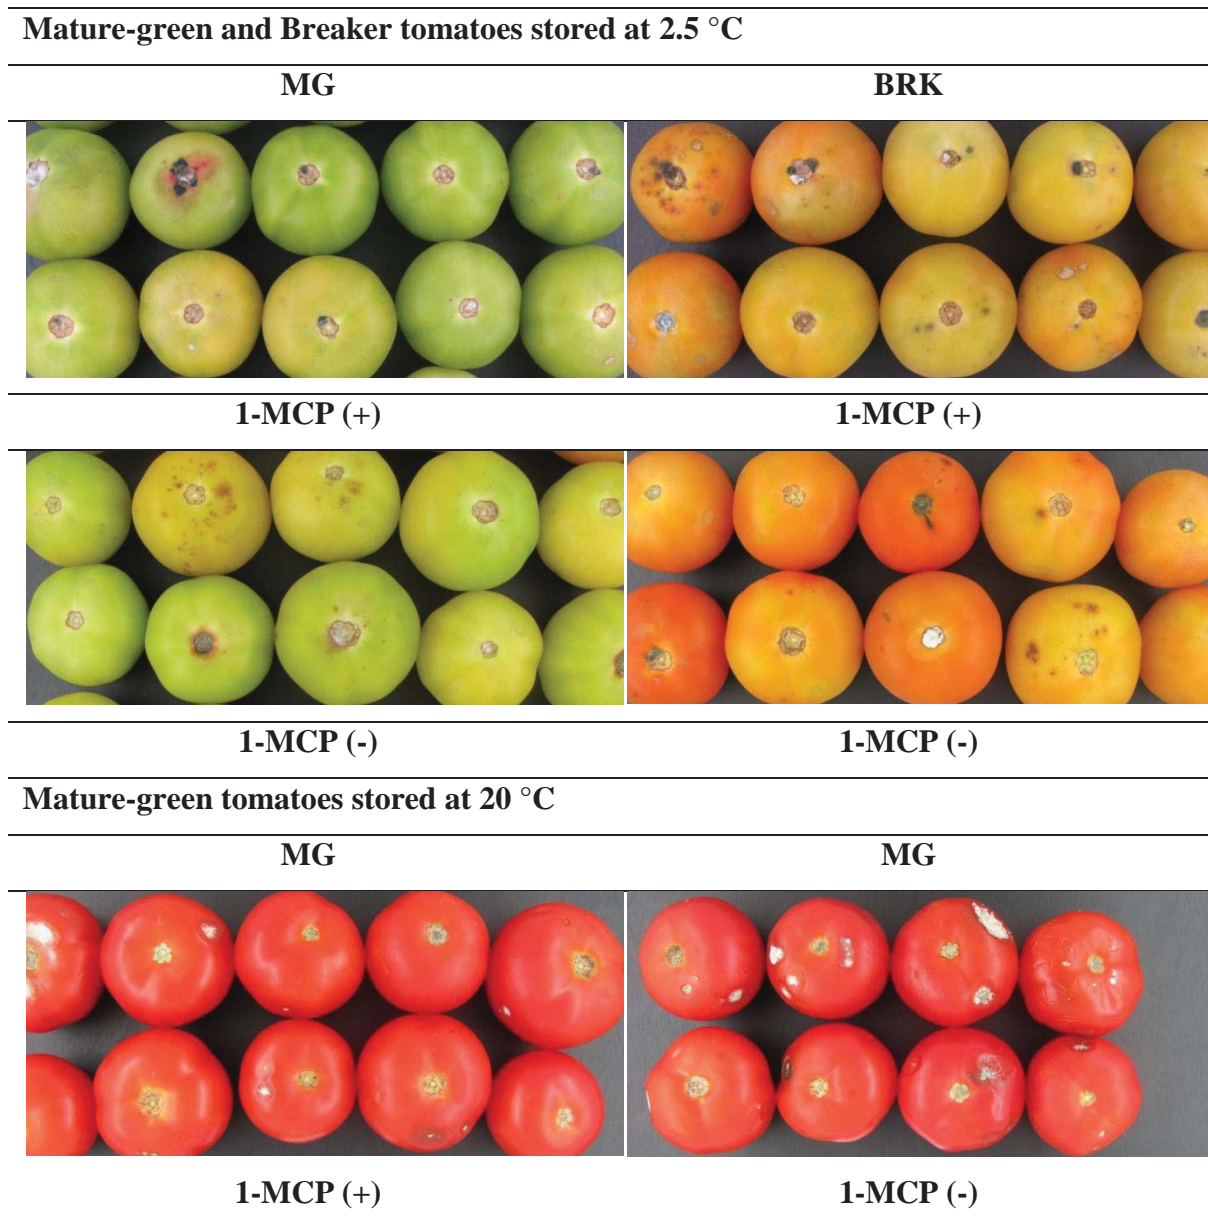 Mature-green and Breaker tomatoes stored at 2.5 °C
MG BRK
1-MCP (+) 1-MCP (+)
1-MCP (-) 1-MCP (-)
Mature-green tomatoes stored at 20 °C
MG MG
1-MCP (+) 1-MCP (-)